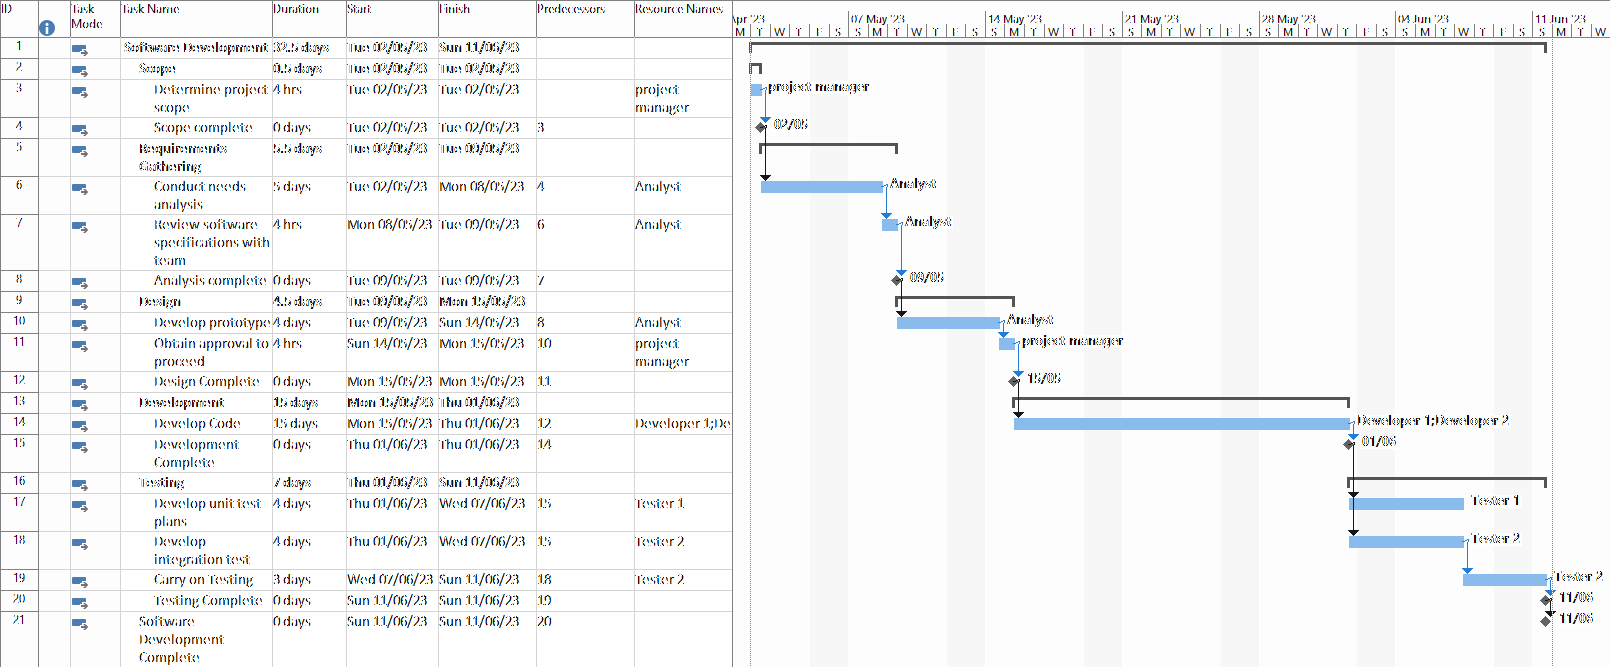 ID Task Mode Task Name Duration Start Finish Predecessors Resource Names
Apr '23 07 May '23 14 May '23 21 May '23 28 May '23 04 Jun '23 11 Jun '23
M T W T F S S M T W T F S S M T W T F S S M T W T F S S M T W T F S S M T W T F S S M T W
1 Software Development 32.5 days Tue 02/05/23 Sun 11/06/23
2 Scope 0.5 days Tue 02/05/23 Tue 02/05/23
3 Determine project scope 4 hrs Tue 02/05/23 Tue 02/05/23 project manager
project manager
4 Scope complete 0 days Tue 02/05/23 Tue 02/05/23 3
02/05
5 Requirements Gathering 5.5 days Tue 02/05/23 Tue 09/05/23
6 Conduct needs analysis 5 days Tue 02/05/23 Mon 08/05/23 4 Analyst
Analyst
7 Review software specifications with team 4 hrs Mon 08/05/23 Tue 09/05/23 6 Analyst
Analyst
8 Analysis complete 0 days Tue 09/05/23 Tue 09/05/23 7
09/05
9 Design 4.5 days Tue 09/05/23 Mon 15/05/23
10 Develop prototype 4 days Tue 09/05/23 Sun 14/05/23 8 Analyst
Analyst
11 Obtain approval to proceed 4 hrs Sun 14/05/23 Mon 15/05/23 10 project manager
project manager
12 Design Complete 0 days Mon 15/05/23 Mon 15/05/23 11
15/05
13 Development 15 days Mon 15/05/23 Thu 01/06/23
14 Develop Code 15 days Mon 15/05/23 Thu 01/06/23 12 Developer 1;De
Developer 1;Developer 2
15 Development Complete 0 days Thu 01/06/23 Thu 01/06/23 14
01/06
16 Testing 7 days Thu 01/06/23 Sun 11/06/23
17 Develop unit test plans 4 days Thu 01/06/23 Wed 07/06/23 15 Tester 1
Tester 1
18 Develop integration test 4 days Thu 01/06/23 Wed 07/06/23 15 Tester 2
Tester 2
19 Carry on Testing 3 days Wed 07/06/23 Sun 11/06/23 18 Tester 2
Tester 2
20 Testing Complete 0 days Sun 11/06/23 Sun 11/06/23 19
11/06
21 Software Development Complete 0 days Sun 11/06/23 Sun 11/06/23 20
11/06